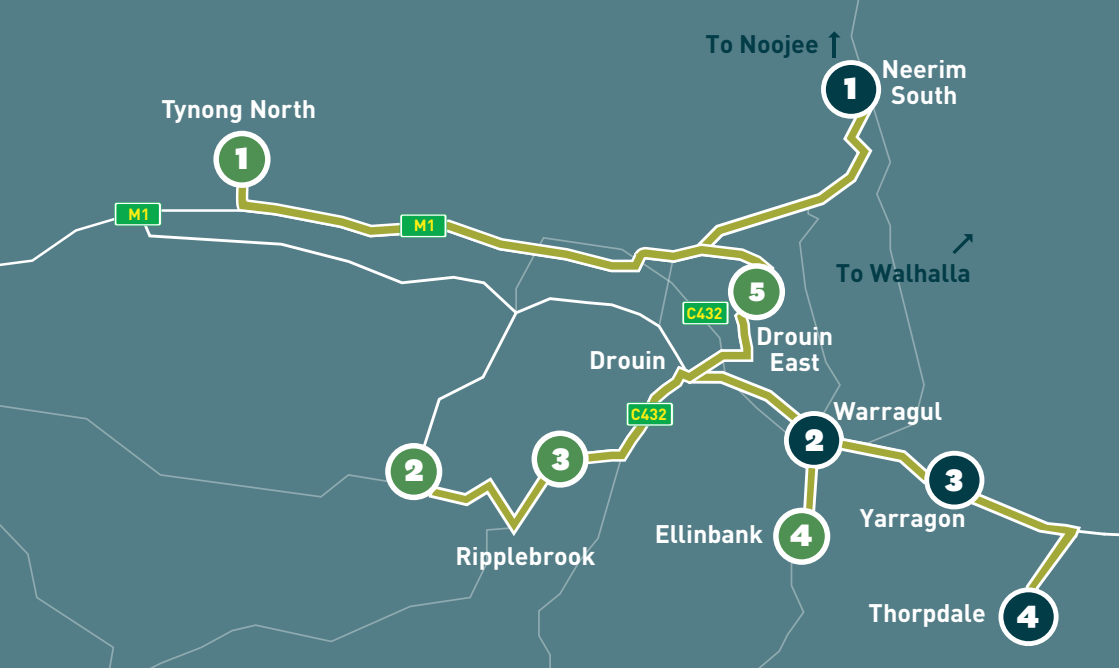 To Noojee
1
Neerim
South
Tynong North
1
M1
M1
To Walhalla
5
C432
Drouin
East
Drouin
C432
Warragul
2
3
2
3
Yarragon
Ellinbank
4
Ripplebrook
Thorpdale
4